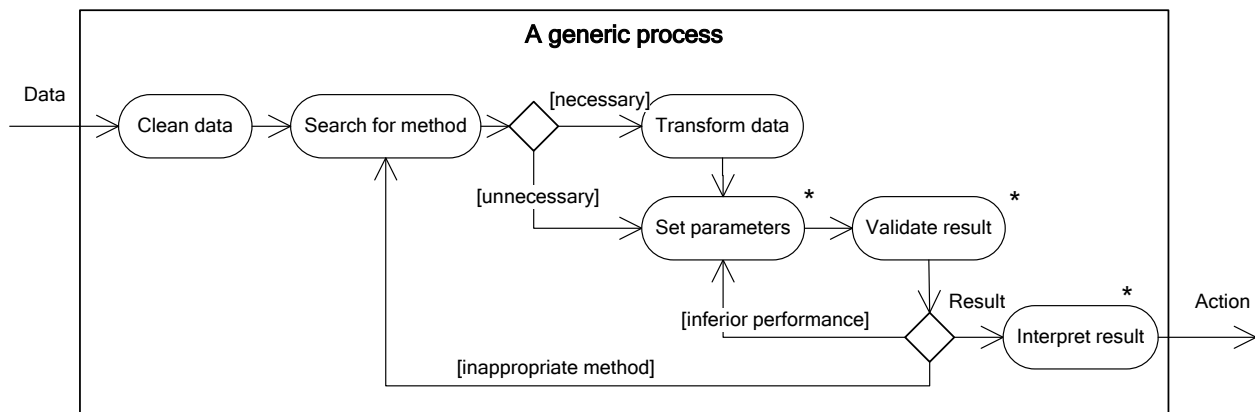 A generic process
Data
[necessary]
Clean data
Search for method
Transform data
[unnecessary]
*
*
Set parameters
Validate result
Result
*
Action
[inferior performance]
Interpret result
[inappropriate method]